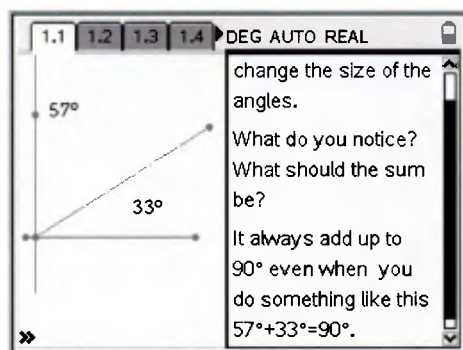 1.1 1.2 1.3 1.4 DEG AUTO REAL
57°
33°
change the size of the
angles.
What do you notice?
What should the sum
be?
It always add up to
90° even when you
do something like this
57°+33°=90°.